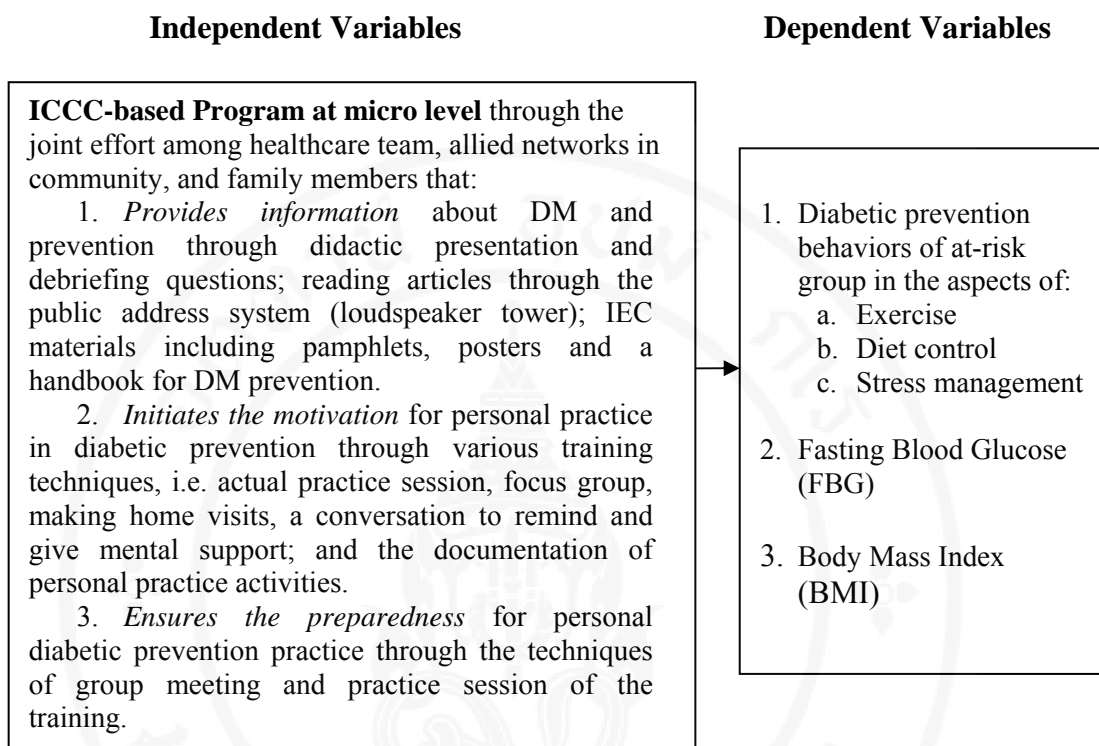 Independent Variables
Dependent Variables
ICCC-based Program at micro level through the
joint effort among healthcare team, allied networks in
community, and family members that:
1. Provides information about DM and
prevention through didactic presentation and
debriefing questions; reading articles through the
public address system (loudspeaker tower); IEC
materials including pamphlets, posters and a
handbook for DM prevention.
2. Initiates the motivation for personal practice
in diabetic prevention through various training
techniques, i.e. actual practice session, focus group,
making home visits, a conversation to remind and
give mental support; and the documentation of
personal practice activities.
3. Ensures the preparedness for personal
diabetic prevention practice through the techniques
of group meeting and practice session of the
training.
1. Diabetic prevention
behaviors of at-risk
group in the aspects of:
a. Exercise
b. Diet control
c. Stress management
2. Fasting Blood Glucose
(FBG)
3. Body Mass Index
(BMI)